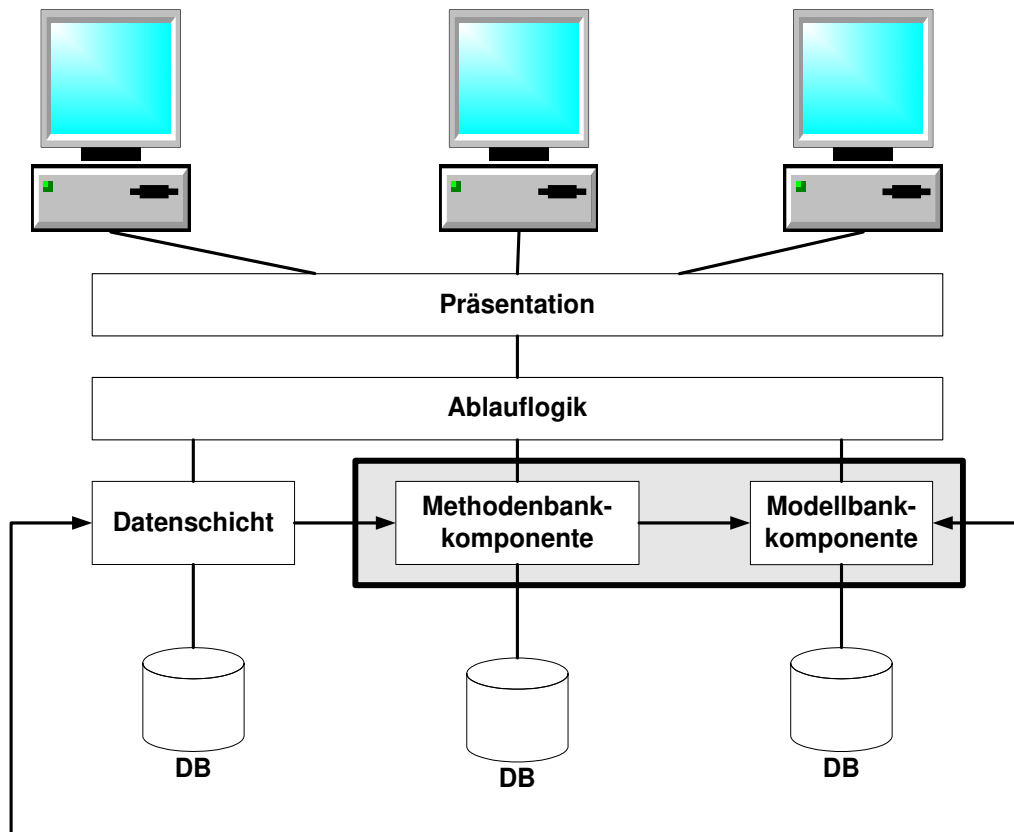 Präsentation
Ablauflogik
Datenschicht
Methodenbank-
komponente
Modellbank-
komponente
DB
DB
DB